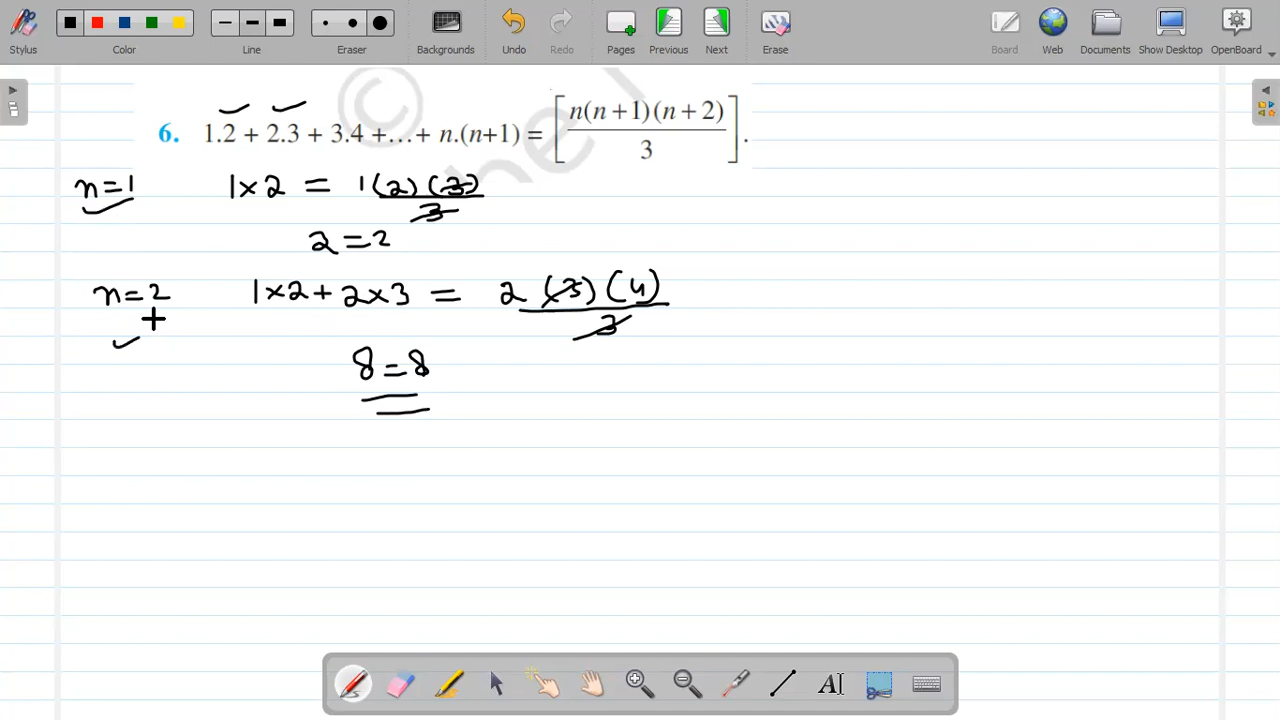 Stylus Color Line Eraser Backgrounds Undo Redo Pages Previous Next Erase Board Web Documents Show Desktop OpenBoard
6. 1.2 + 2.3 + 3.4 +...+ n.(n+1) = [n(n+1)(n+2)/3].
n=1 1×2 = 1(2)(3)/3
2=2
n=2 1×2+2×3 = 2(3)(4)/3
8=8
AI